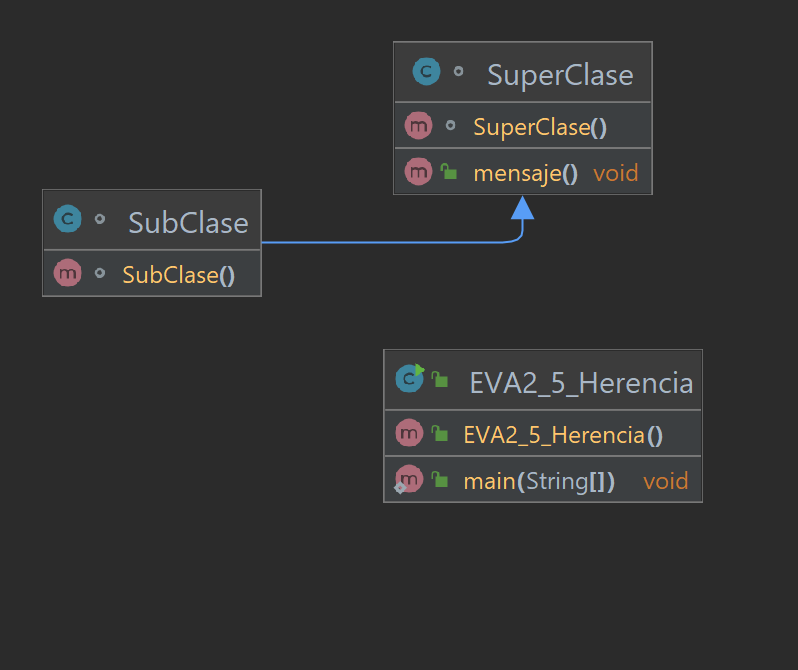 SuperClase
SuperClase()
mensaje() void
SubClase
SubClase()
EVA2_5_Herencia
EVA2_5_Herencia()
main(String[]) void